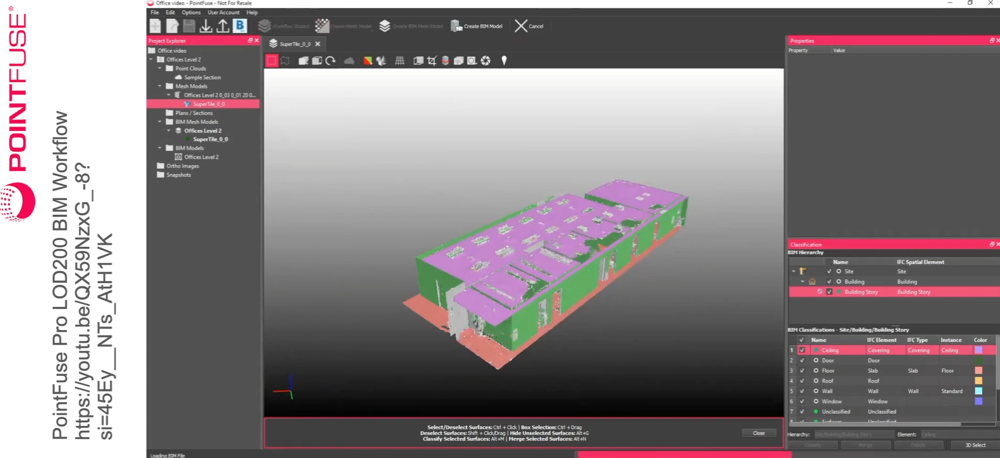 POINTFUSE®
PointFuse Pro LOD200 BIM Workflow
https://youtu.be/QX59NzxG_-8?
si=45Ey__NTs_AtH1VK
Office video - PointFuse - Not For Resale
File Edit Options User Account Help
Workflow Wizard Create Mesh Model Create BIM Mesh Model Create BIM Model Cancel
Project Explorer
Office video
Offices Level 2
Point Clouds
Sample Section
Mesh Models
Offices Level 2 0_03 0_01 20 0...
SuperTile_0_0
Plans / Sections
BIM Mesh Models
Offices Level 2
SuperTile_0_0
BIM Models
Offices Level 2
Ortho Images
Snapshots
SuperTile_0_0
Select/Deselect Surfaces: Ctrl + Click | Box Selection: Ctrl + Drag
Deselect Surfaces: Shift + Click/Drag | Hide Unselected Surfaces: Alt+G
Classify Selected Surfaces: Alt+M | Merge Selected Surfaces: Alt+N
Close
Loading BIM File
Properties
Property Value
Classification
BIM Hierarchy
Name IFC Spatial Element
Site Site
Building Building
Building Story Building Story
BIM Classifications - Site/Building/Building Story
Name IFC Element IFC Type Instance Color
1 Ceiling Covering Covering Ceiling
2 Door Door
3 Floor Slab Slab Floor
4 Roof Roof
5 Wall Wall Wall Standard
6 Window Window
7 Unclassified Unclassified
8 Surfaces Unclassified
Hierarchy: Site/Building/Building Story Element: Ceiling
Classify Merge Delete 3D Select